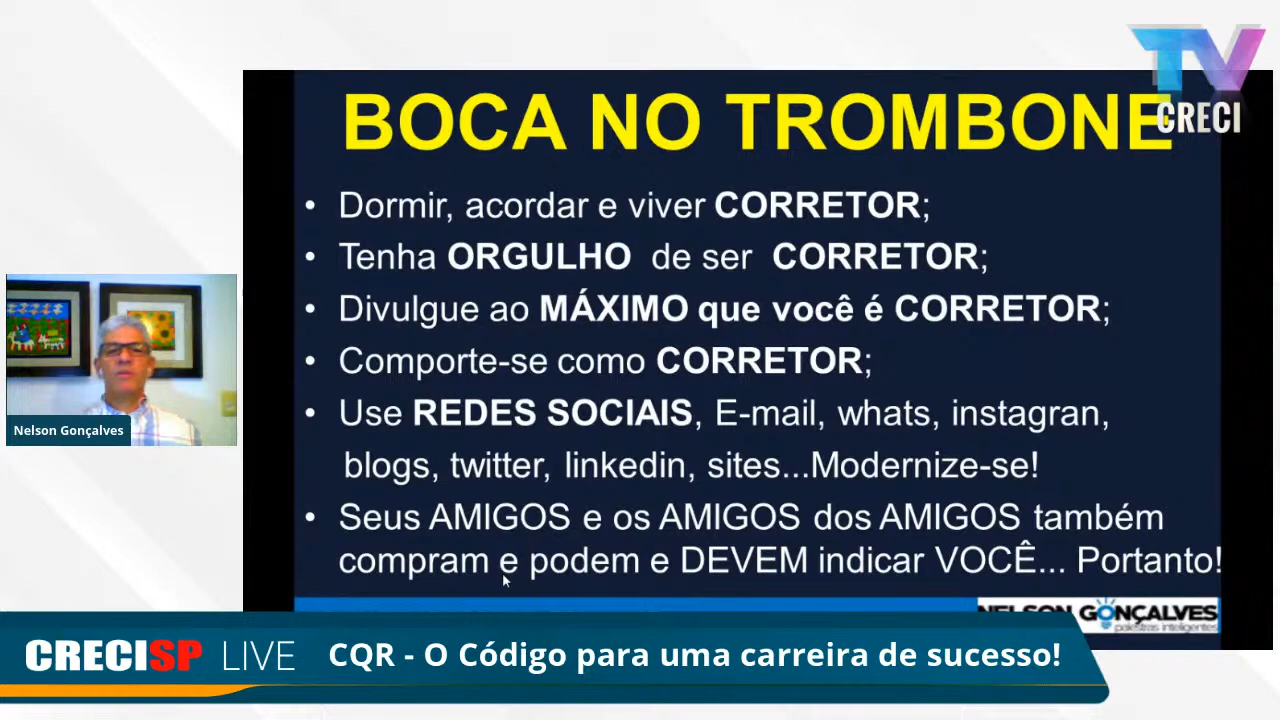 TV
CRECI
BOCA NO TROMBONE
• Dormir, acordar e viver CORRETOR;
• Tenha ORGULHO de ser CORRETOR;
• Divulgue ao MÁXIMO que você é CORRETOR;
• Comporte-se como CORRETOR;
• Use REDES SOCIAIS, E-mail, whats, instagran,
blogs, twitter, linkedin, sites...Modernize-se!
• Seus AMIGOS e os AMIGOS dos AMIGOS também
compram e podem e DEVEM indicar VOCÊ... Portanto!
Nelson Gonçalves
NELSON GONÇALVES
palestras inteligentes
CRECISP LIVE CQR - O Código para uma carreira de sucesso!